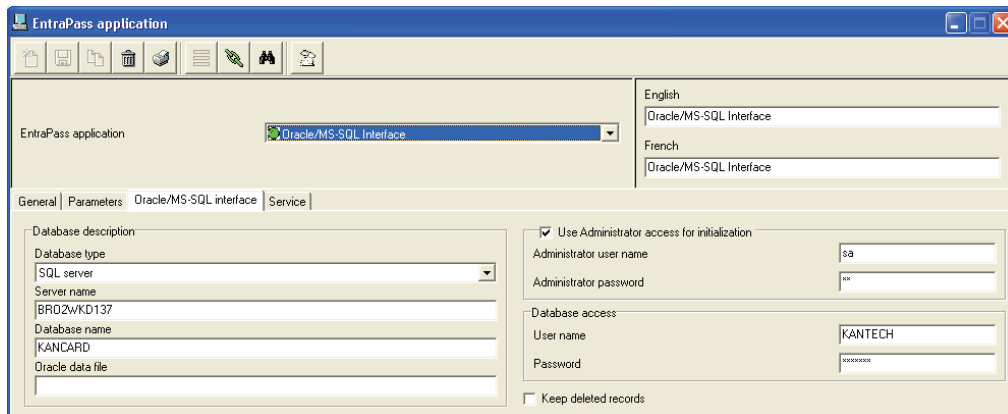 EntraPass application
English
Oracle/MS-SQL Interface
EntraPass application
Oracle/MS-SQL Interface
French
Oracle/MS-SQL Interface
General
Parameters
Oracle/MS-SQL interface
Service
Database description
Database type
SQL server
Server name
BRO2WKD137
Database name
KANCARD
Oracle data file
Use Administrator access for initialization
Administrator user name
sa
Administrator password
**
Database access
User name
KANTECH
Password
*******
Keep deleted records